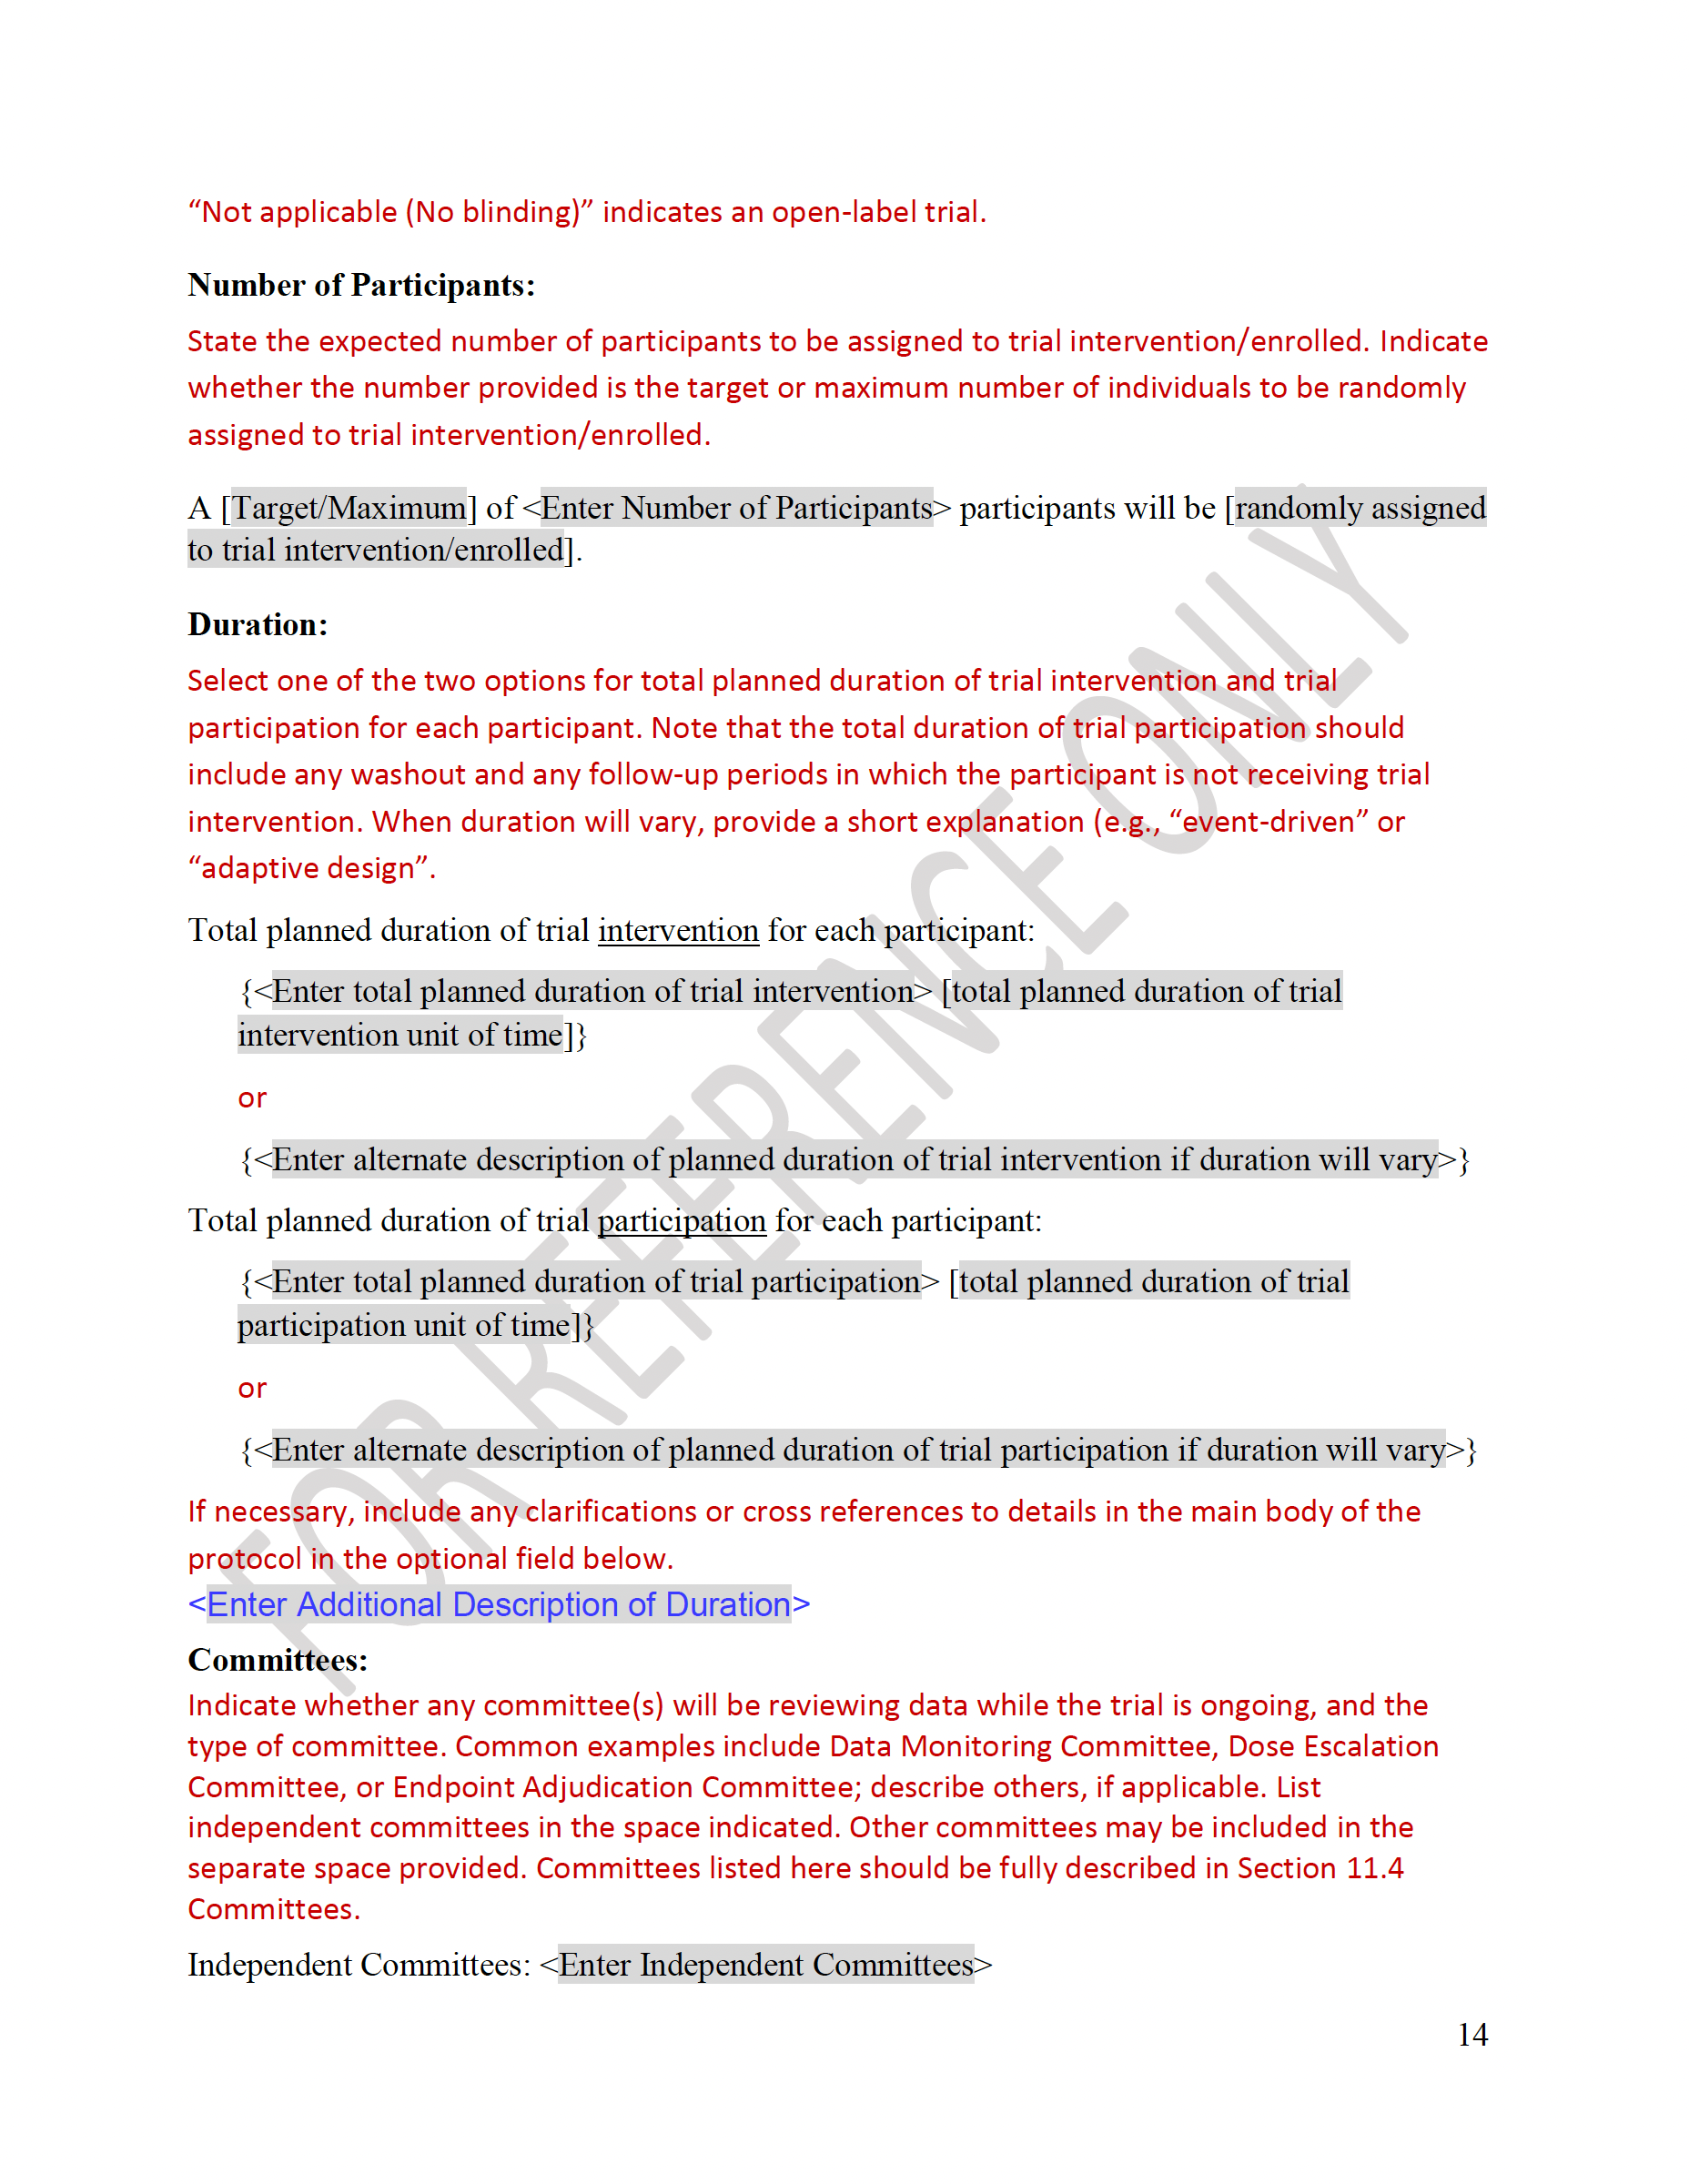 “Not applicable (No blinding)” indicates an open-label trial.
Number of Participants:
State the expected number of participants to be assigned to trial intervention/enrolled. Indicate
whether the number provided is the target or maximum number of individuals to be randomly
assigned to trial intervention/enrolled.
A [Target/Maximum] of <Enter Number of Participants> participants will be [randomly assigned
to trial intervention/enrolled].
Duration:
Select one of the two options for total planned duration of trial intervention and trial
participation for each participant. Note that the total duration of trial participation should
include any washout and any follow-up periods in which the participant is not receiving trial
intervention. When duration will vary, provide a short explanation (e.g., “event-driven” or
“adaptive design”.
Total planned duration of trial intervention for each participant:
{<Enter total planned duration of trial intervention> [total planned duration of trial
intervention unit of time]}
or
{<Enter alternate description of planned duration of trial intervention if duration will vary>}
Total planned duration of trial participation for each participant:
{<Enter total planned duration of trial participation> [total planned duration of trial
participation unit of time]}
or
{<Enter alternate description of planned duration of trial participation if duration will vary>}
If necessary, include any clarifications or cross references to details in the main body of the
protocol in the optional field below.
<Enter Additional Description of Duration>
Committees:
Indicate whether any committee(s) will be reviewing data while the trial is ongoing, and the
type of committee. Common examples include Data Monitoring Committee, Dose Escalation
Committee, or Endpoint Adjudication Committee; describe others, if applicable. List
independent committees in the space indicated. Other committees may be included in the
separate space provided. Committees listed here should be fully described in Section 11.4
Committees.
Independent Committees: <Enter Independent Committees>
14
FOR REFERENCE ONLY